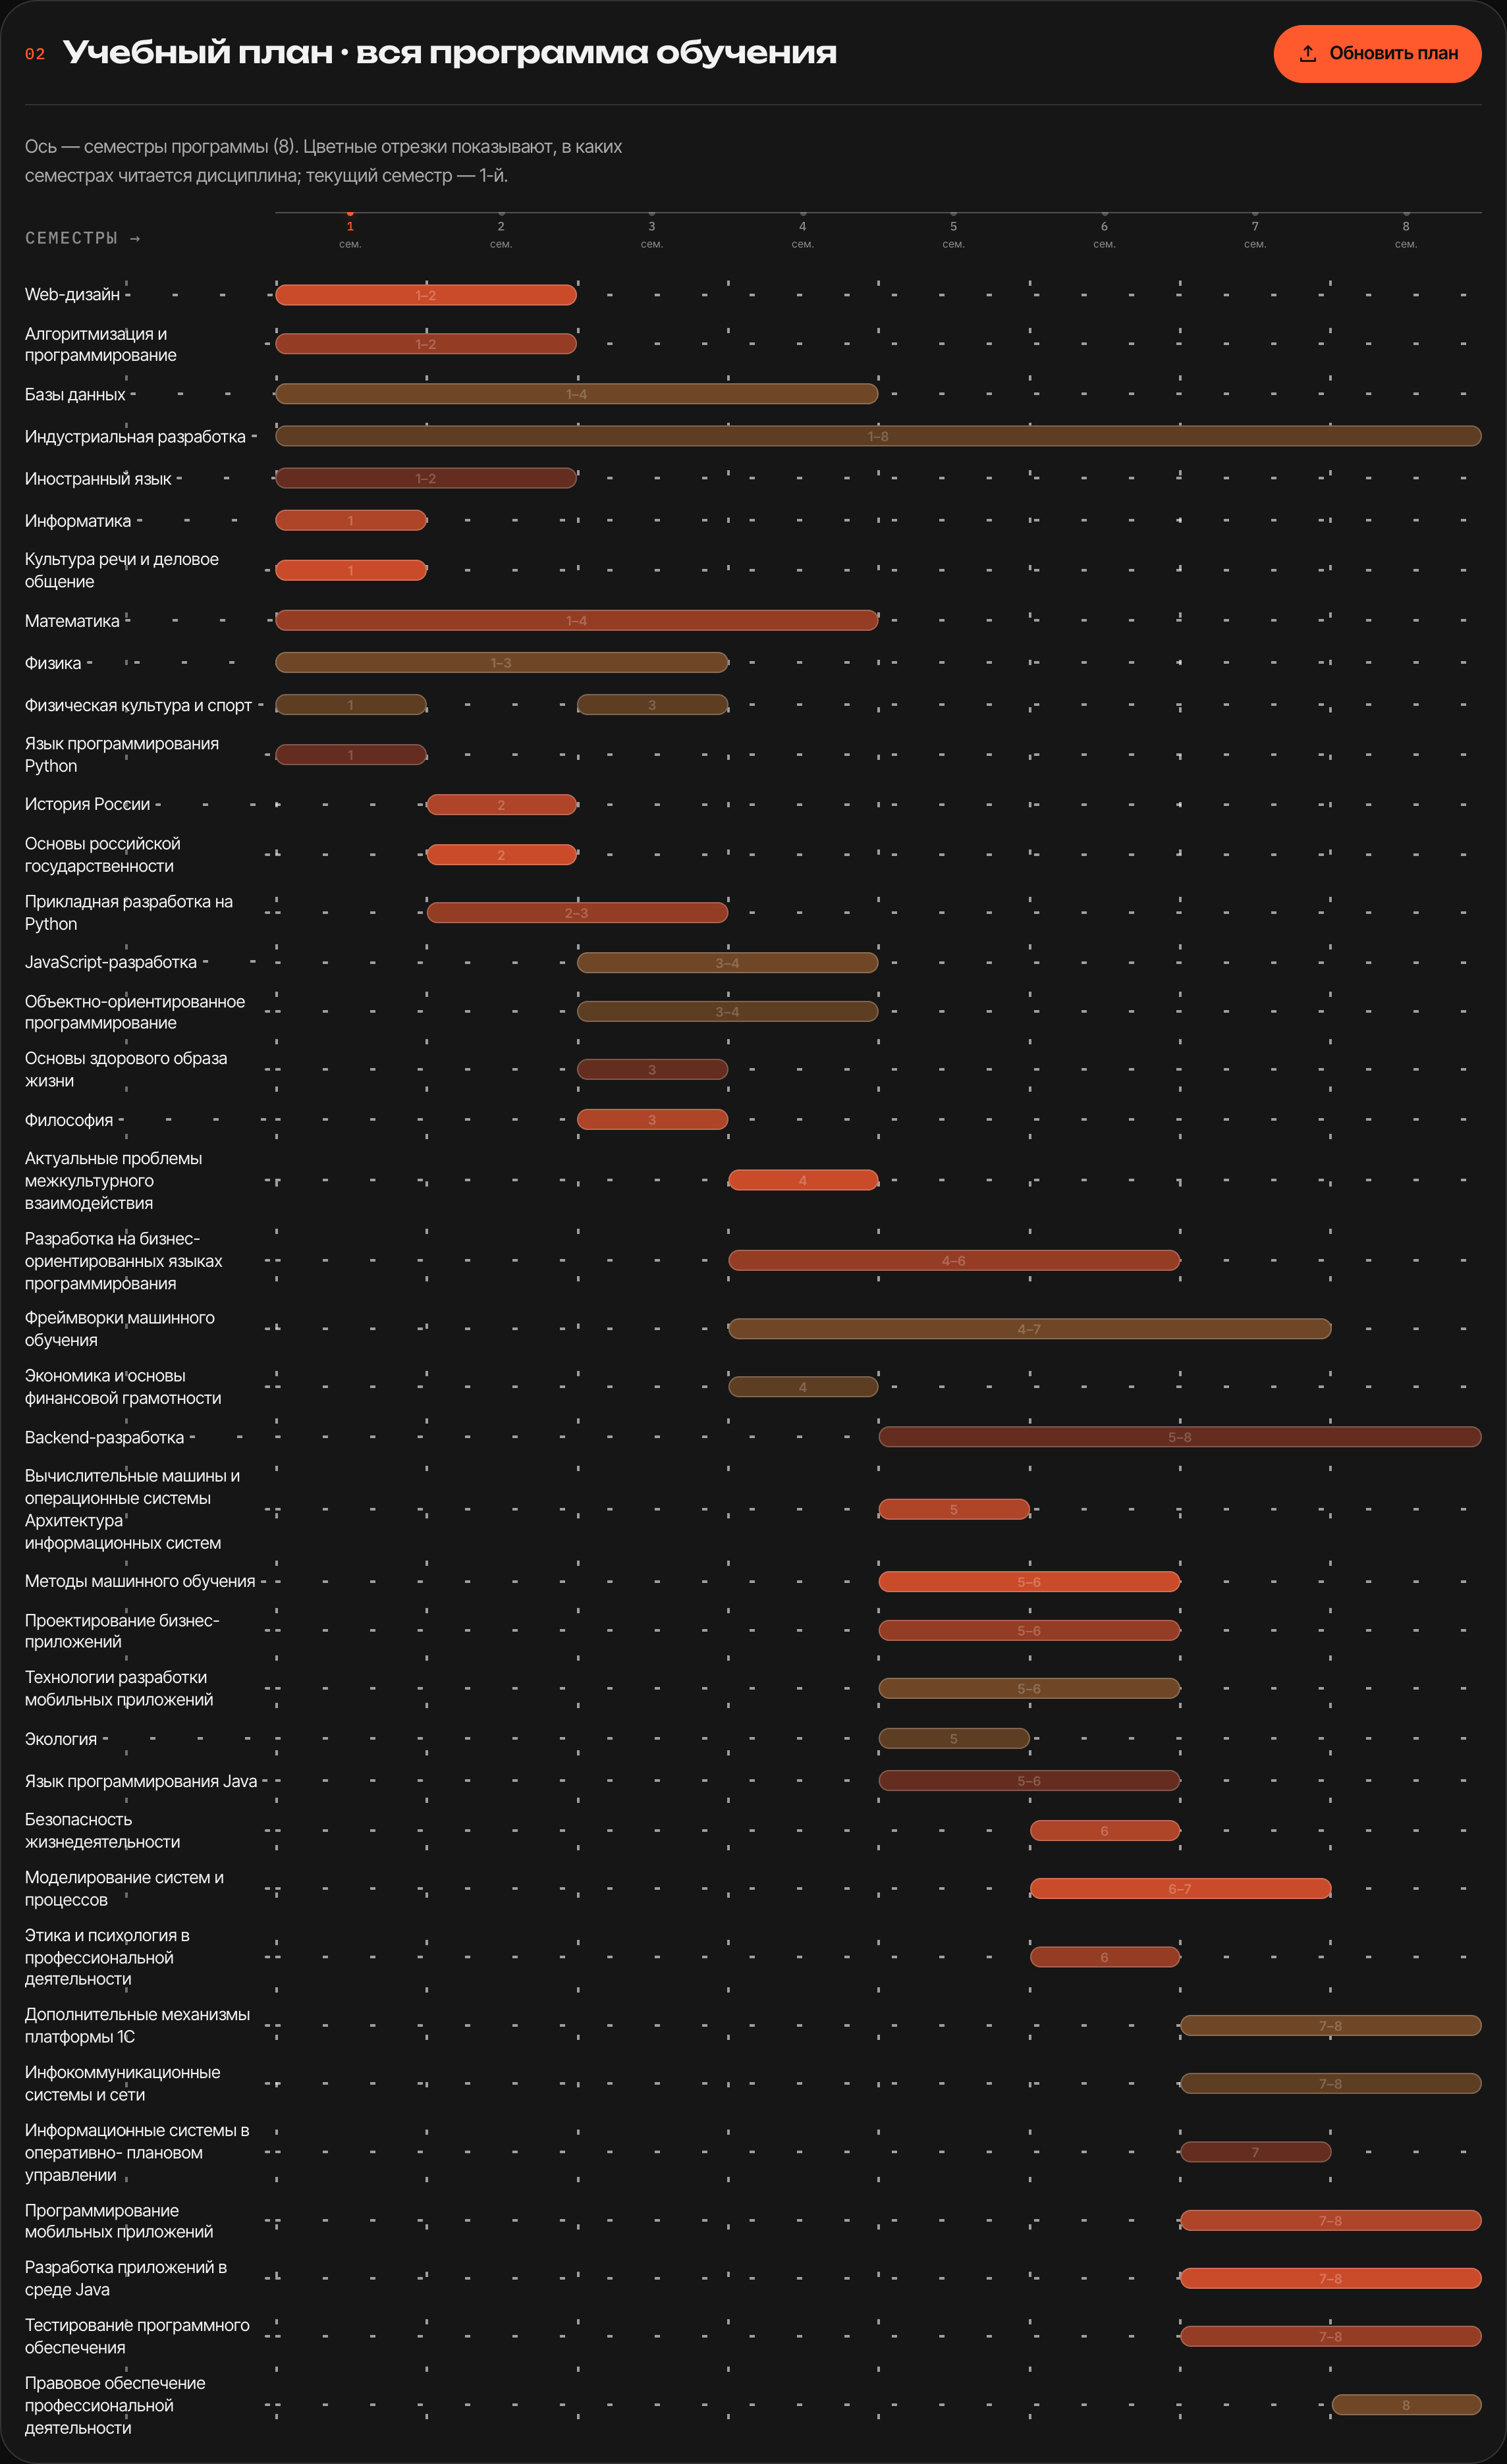 02 Учебный план · вся программа обучения
Обновить план
Ось — семестры программы (8). Цветные отрезки показывают, в каких
семестрах читается дисциплина; текущий семестр — 1-й.
СЕМЕСТРЫ →
1 2 3 4 5 6 7 8
сем. сем. сем. сем. сем. сем. сем. сем.
Web-дизайн 1–2
Алгоритмизация и
программирование
1–2
Базы данных 1–4
Индустриальная разработка 1–8
Иностранный язык 1–2
Информатика 1
Культура речи и деловое
общение
1
Математика 1–4
Физика 1–3
Физическая культура и спорт 1 3
Язык программирования
Python
1
История России 2
Основы российской
государственности
2
Прикладная разработка на
Python
2–3
JavaScript-разработка 3–4
Объектно-ориентированное
программирование
3–4
Основы здорового образа
жизни
3
Философия 3
Актуальные проблемы
межкультурного
взаимодействия
4
Разработка на бизнес-
ориентированных языках
программирования
4–6
Фреймворки машинного
обучения
4–7
Экономика и основы
финансовой грамотности
4
Backend-разработка 5–8
Вычислительные машины и
операционные системы
Архитектура
информационных систем
5
Методы машинного обучения 5–6
Проектирование бизнес-
приложений
5–6
Технологии разработки
мобильных приложений
5–6
Экология 5
Язык программирования Java 5–6
Безопасность
жизнедеятельности
6
Моделирование систем и
процессов
6–7
Этика и психология в
профессиональной
деятельности
6
Дополнительные механизмы
платформы 1С
7–8
Инфокоммуникационные
системы и сети
7–8
Информационные системы в
оперативно- плановом
управлении
7
Программирование
мобильных приложений
7–8
Разработка приложений в
среде Java
7–8
Тестирование программного
обеспечения
7–8
Правовое обеспечение
профессиональной
деятельности
8